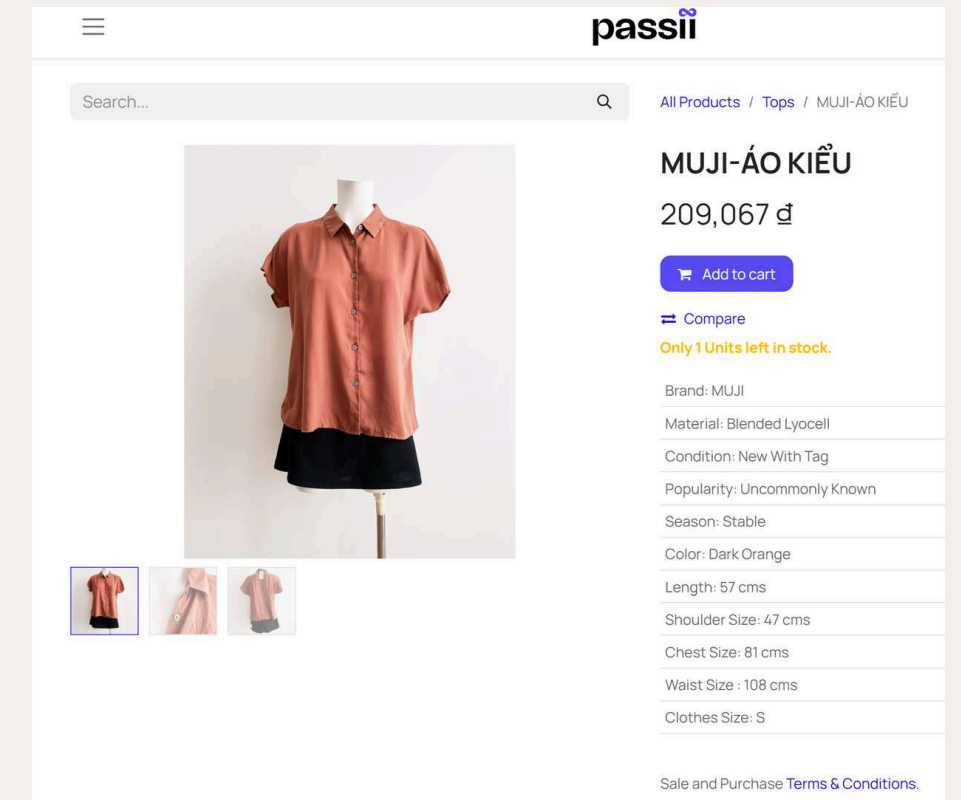 passii
Search...
All Products / Tops / MUJI-ÁO KIỂU
MUJI-ÁO KIỂU
209,067 ₫
Add to cart
Compare
Only 1 Units left in stock.
Brand: MUJI
Material: Blended Lyocell
Condition: New With Tag
Popularity: Uncommonly Known
Season: Stable
Color: Dark Orange
Length: 57 cms
Shoulder Size: 47 cms
Chest Size: 81 cms
Waist Size : 108 cms
Clothes Size: S
Sale and Purchase Terms & Conditions.